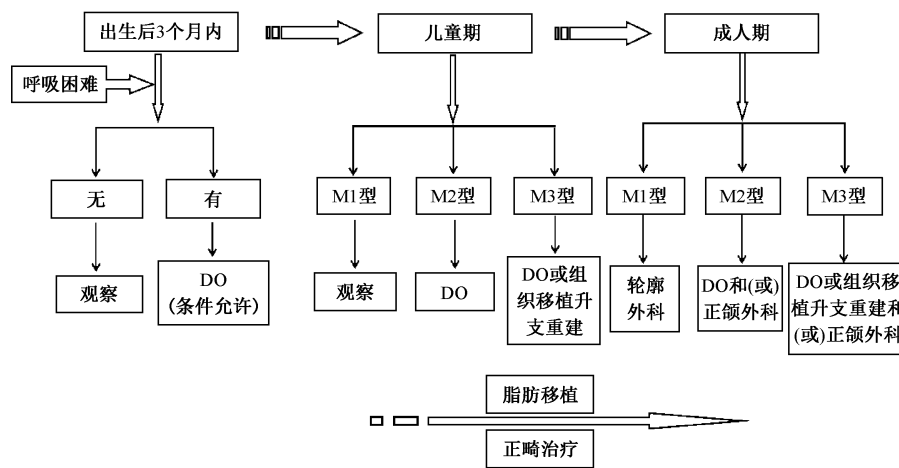 出生后3个月内
儿童期
成人期
呼吸困难
无
有
M1型
M2型
M3型
M1型
M2型
M3型
观察
DO
(条件允许)
观察
DO
DO或组
织移植升
支重建
轮廓
外科
DO和(或)
正颌外科
DO或组织移
植升支重建和
(或)正颌外科
脂肪移植
正畸治疗